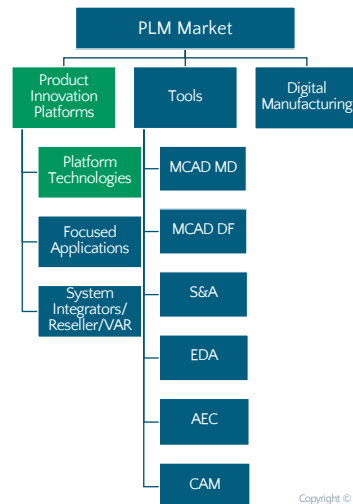 PLM Market
Product
Innovation
Platforms
Tools
Digital
Manufacturing
Platform
Technologies
Focused
Applications
System
Integrators/
Reseller/VAR
MCAD MD
MCAD DF
S&A
EDA
AEC
CAM
Copyright ©